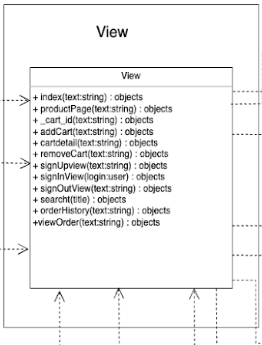 View
View
+ index(text:string) : objects
+ productPage(text:string) : objects
+ _cart_id(text:string) : objects
+ addCart(text:string) : objects
+ cartdetail(text:string) : objects
+ removeCart(text:string) : objects
+ signUpview(text:string) : objects
+ signInView(login:user) : objects
+ signOutView(text:string) : objects
+ searcht(title) : objects
+ orderHistory(text:string) : objects
+viewOrder(text:string) : objects